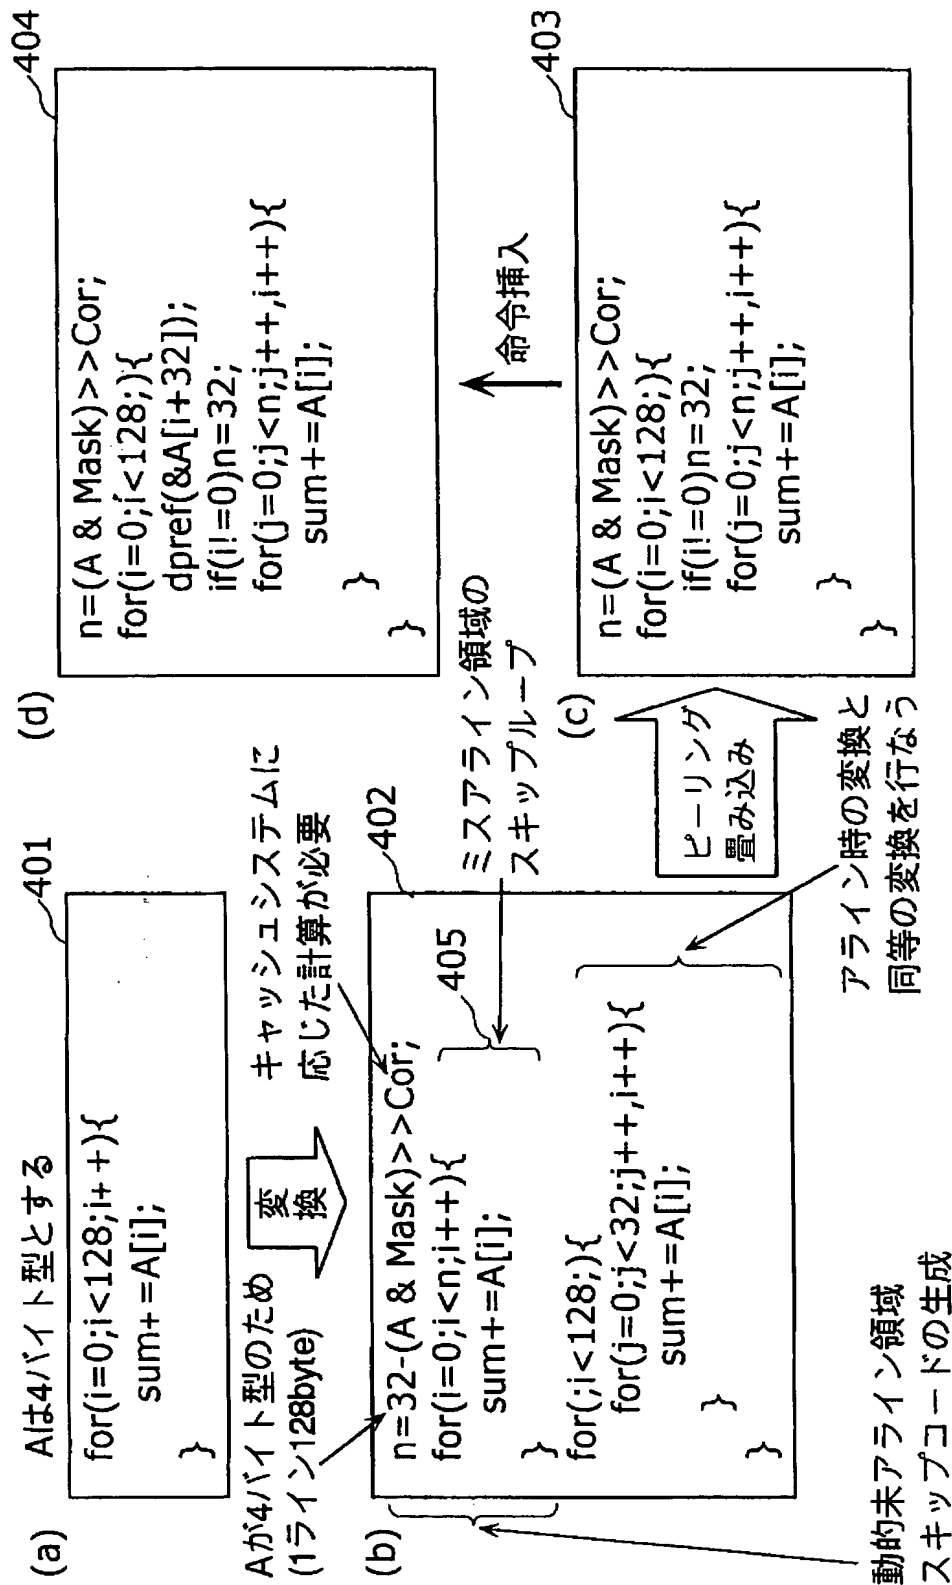 (a)
Aは4バイト型とする
401
for(i=0;i<128;i++){
sum+=A[i];
}
変換
Aが4バイト型のため
(1ライン128byte)
キャッシュシステムに
応じた計算が必要
(b)
402
n=32-(A & Mask)>>Cor;
for(i=0;i<n;i++){
sum+=A[i];
}
405
for(;i<128;){
for(j=0;j<32;j++,i++){
sum+=A[i];
}
}
ミスアライン領域の
スキップループ
動的未アライン領域
スキップコードの生成
アライン時の変換と
同等の変換を行なう
ピーリング
畳み込み
(c)
403
n=(A & Mask)>>Cor;
for(i=0;i<128;){
if(i!=0)n=32;
for(j=0;j<n;j++,i++){
sum+=A[i];
}
}
命令挿入
(d)
404
n=(A & Mask)>>Cor;
for(i=0;i<128;){
dpref(&A[i+32]);
if(i!=0)n=32;
for(j=0;j<n;j++,i++){
sum+=A[i];
}
}